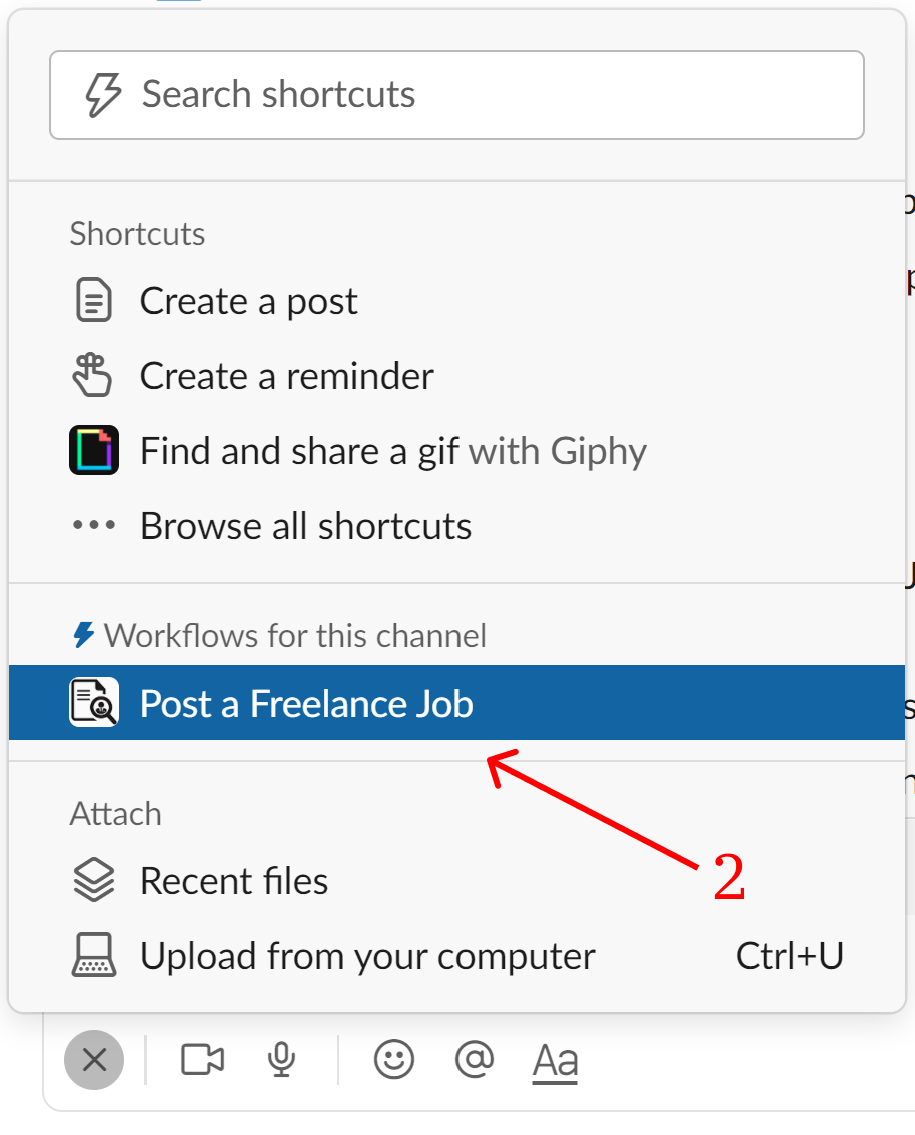 Search shortcuts
Shortcuts
Create a post
Create a reminder
Find and share a gif with Giphy
Browse all shortcuts
Workflows for this channel
Post a Freelance Job
Attach
2
Recent files
Upload from your computer Ctrl+U
@ Aa